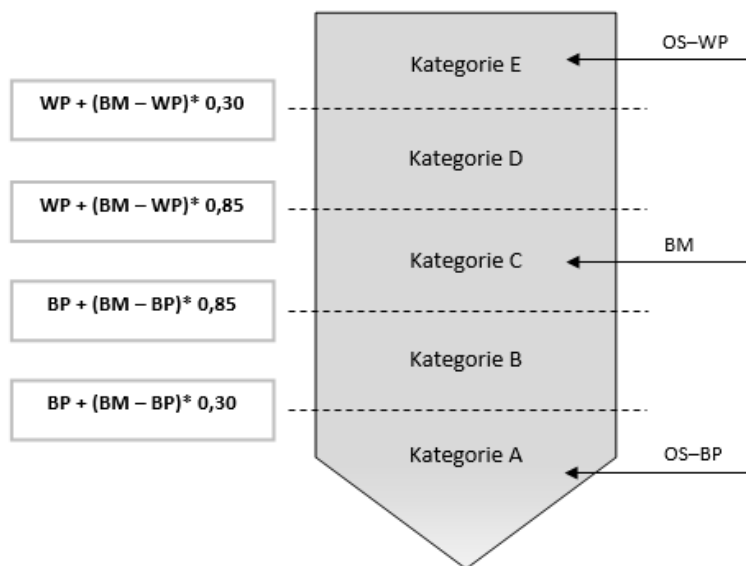 Kategorie E
OS–WP
WP + (BM – WP)* 0,30
Kategorie D
WP + (BM – WP)* 0,85
Kategorie C
BM
BP + (BM – BP)* 0,85
Kategorie B
BP + (BM – BP)* 0,30
Kategorie A
OS–BP